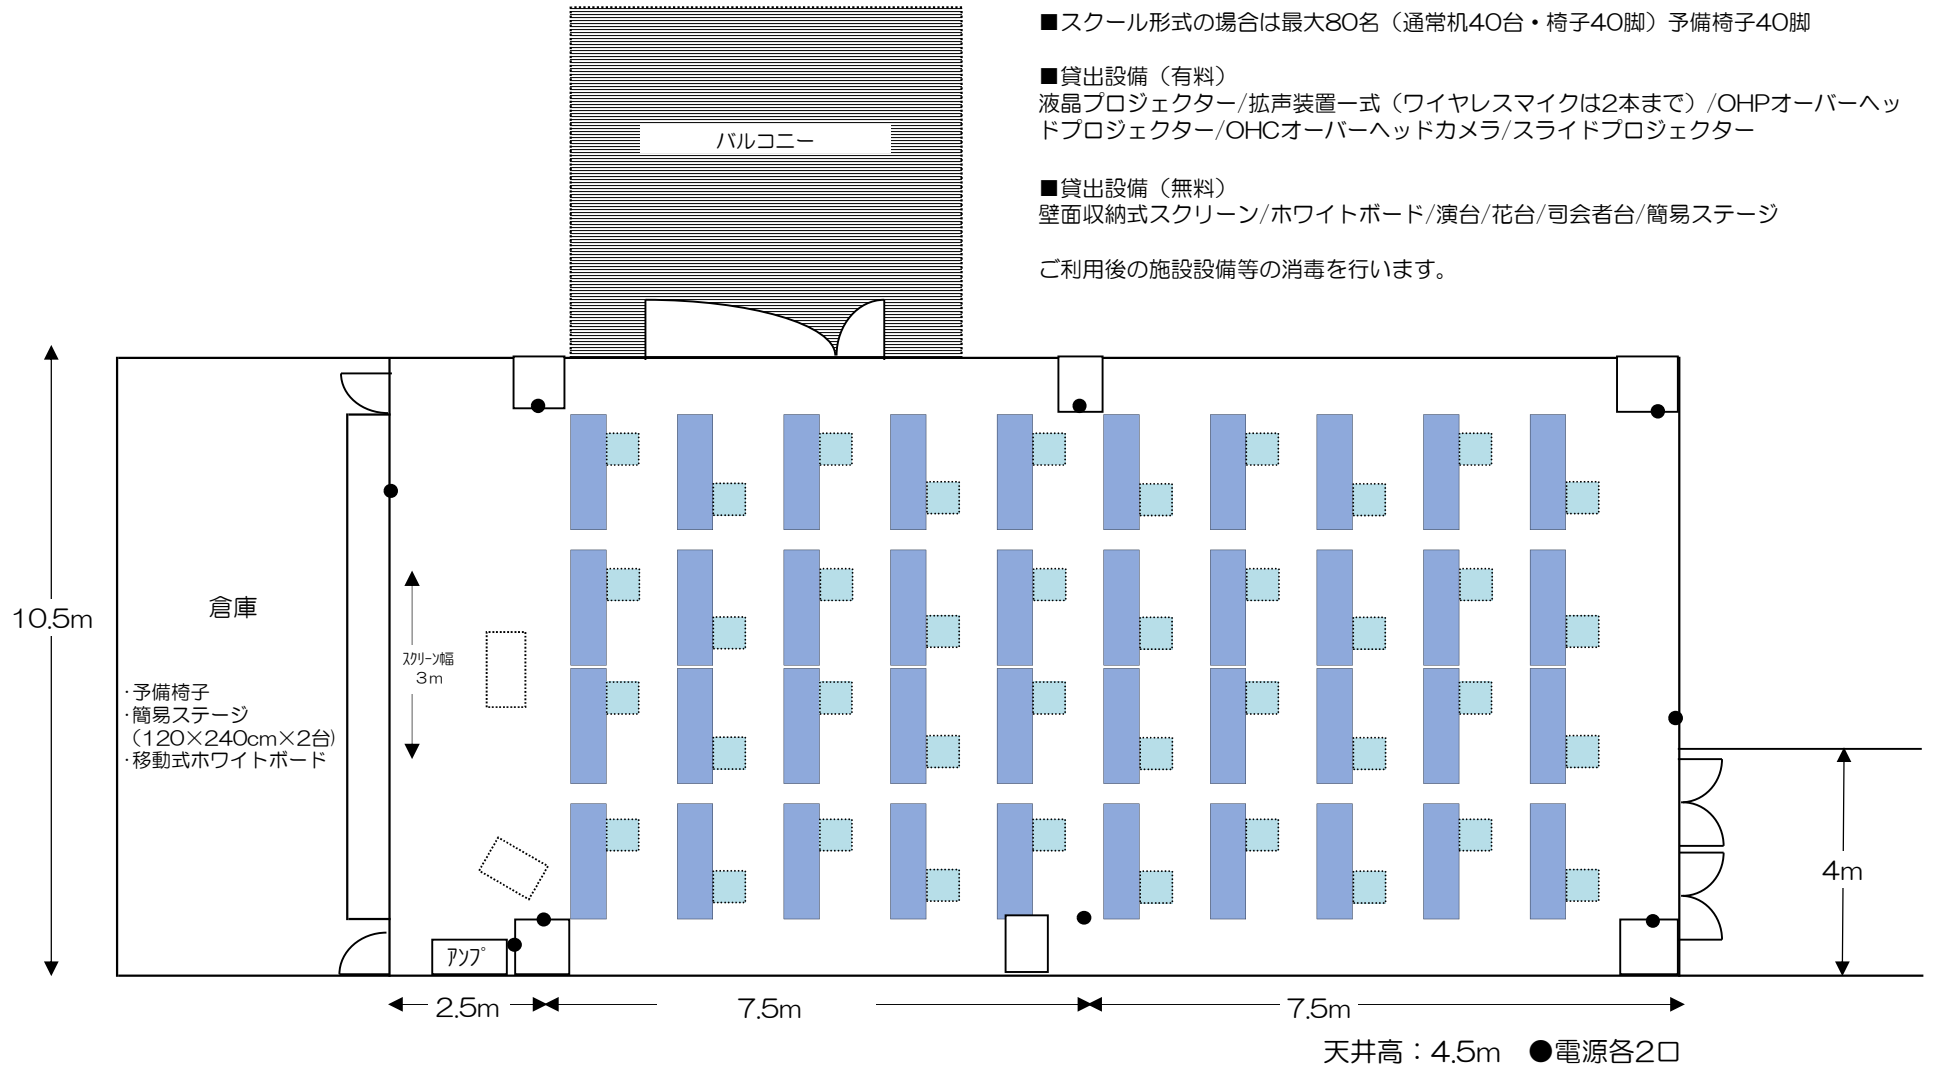 ■スクール形式の場合は最大80名（通常机40台・椅子40脚）予備椅子40脚
■貸出設備（有料）
液晶プロジェクター/拡声装置一式（ワイヤレスマイクは2本まで）/OHPオーバーヘッ
ドプロジェクター/OHCオーバーヘッドカメラ/スライドプロジェクター
■貸出設備（無料）
壁面収納式スクリーン/ホワイトボード/演台/花台/司会者台/簡易ステージ
ご利用後の施設設備等の消毒を行います。
バルコニー
10.5m
倉庫
・予備椅子
・簡易ステージ
（120×240cm×2台)
・移動式ホワイトボード
ｽｸﾘｰﾝ幅
3m
ｱﾝﾌﾟ
4m
2.5m
7.5m
7.5m
天井高：4.5m ●電源各2口